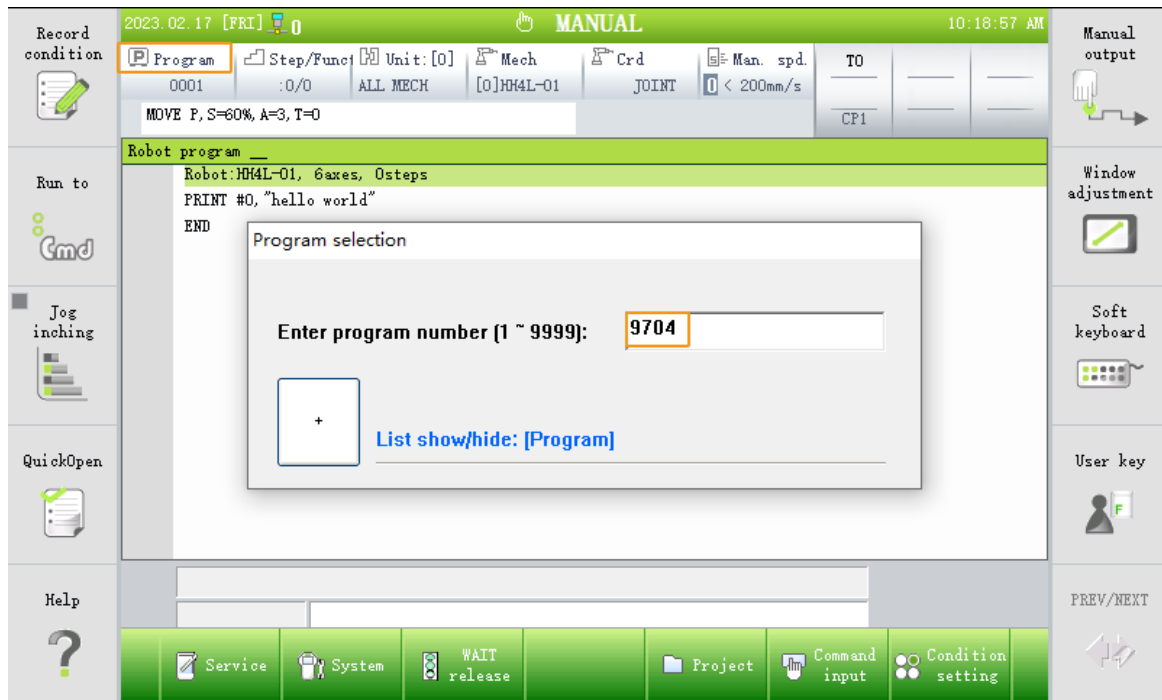 Record
condition
Run to
Cmd
Jog
inching
QuickOpen
Help
2023.02.17 [FRI] 0 MANUAL 10:18:57 AM
P Program Step/Funct Unit:[0] Mech Crd Man. spd. T0
0001 :0/0 ALL MECH [0]HH4L-01 JOINT 0 < 200mm/s
MOVE P, S=60%, A=3, T=0
CP1
Robot program __
Robot:HH4L-01, 6axes, 0steps
PRINT #0,"hello world"
END
Program selection
Enter program number (1 ~ 9999): 9704
+
List show/hide: [Program]
Service System WAIT
release Project Command
input Condition
setting
Manual
output
Window
adjustment
Soft
keyboard
User key
F
PREV/NEXT